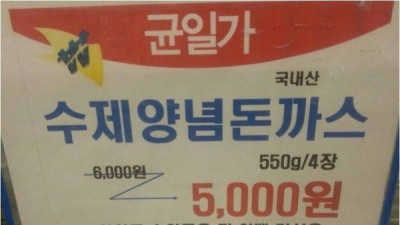 균일가
국내산
수제양념돈까스
550g/4장
6,000원
5,000원